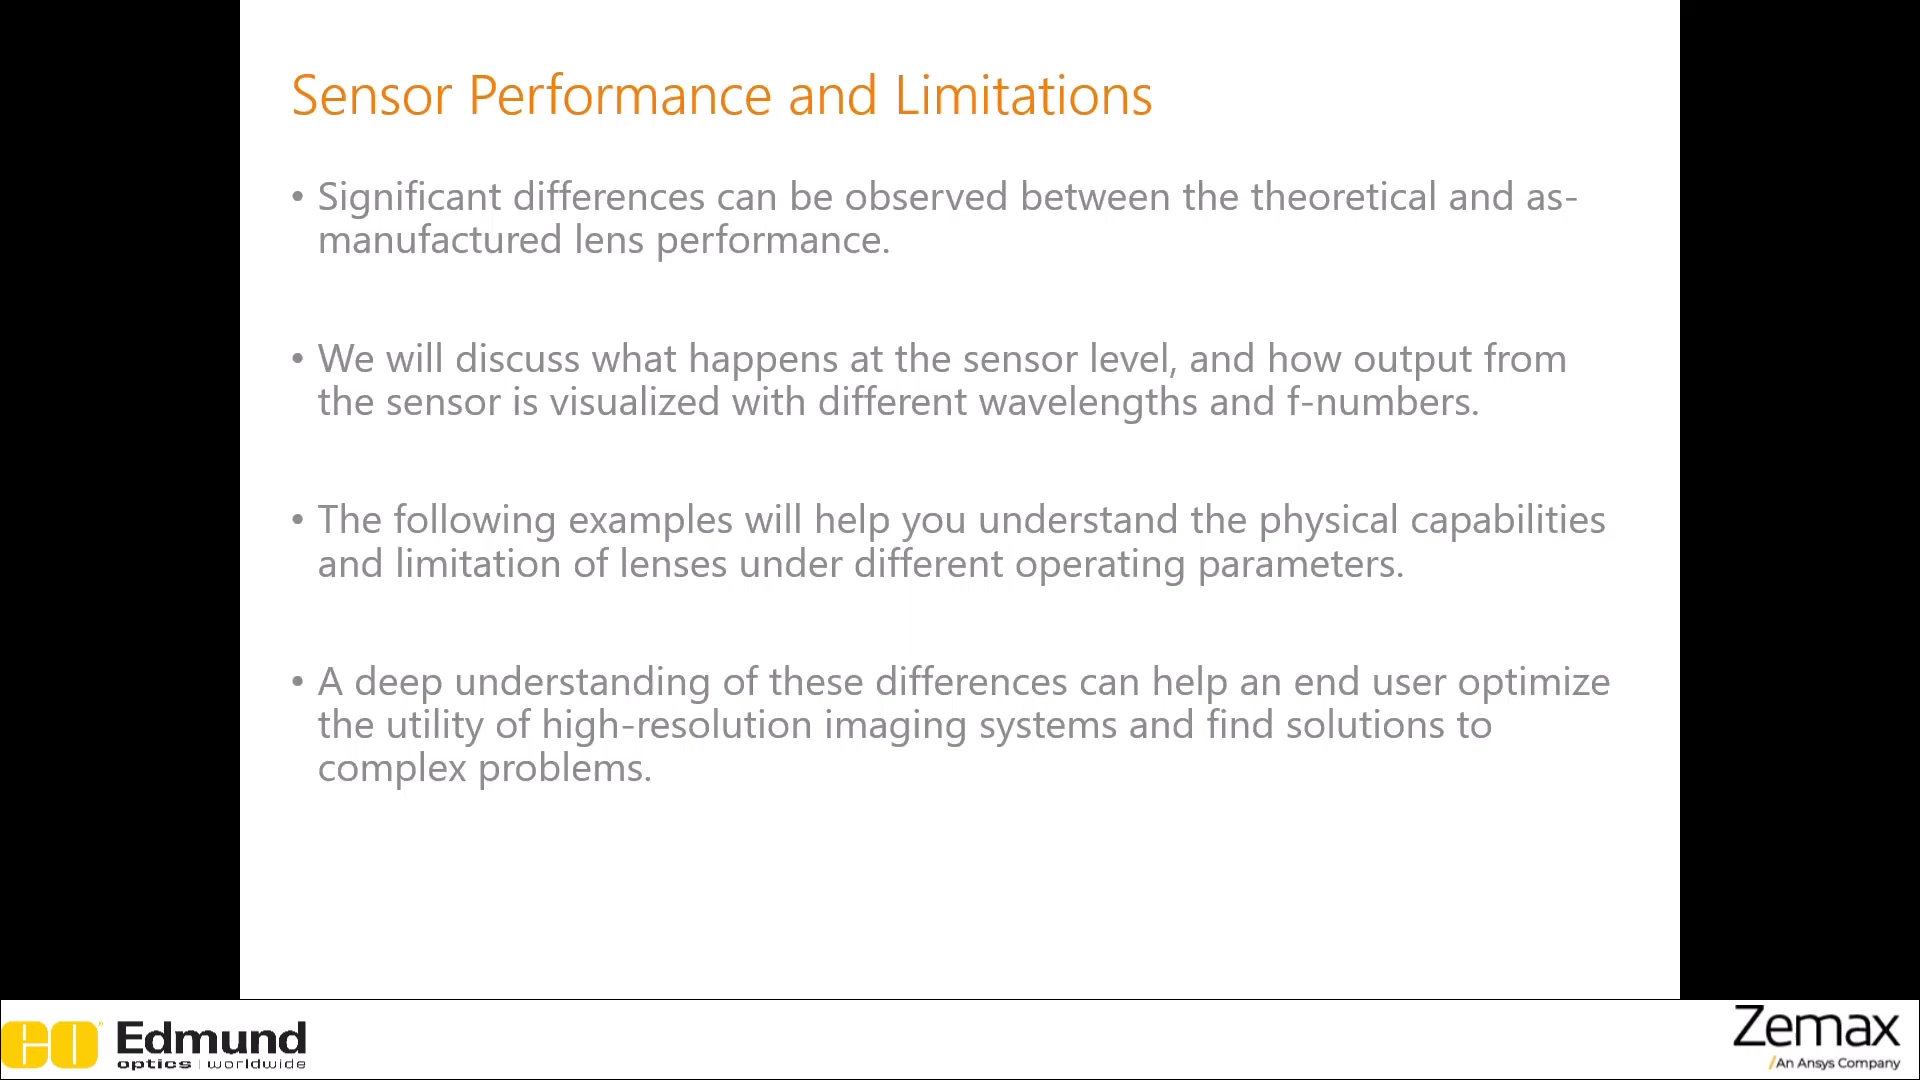 Sensor Performance and Limitations
• Significant differences can be observed between the theoretical and as-
manufactured lens performance.
• We will discuss what happens at the sensor level, and how output from
the sensor is visualized with different wavelengths and f-numbers.
• The following examples will help you understand the physical capabilities
and limitation of lenses under different operating parameters.
• A deep understanding of these differences can help an end user optimize
the utility of high-resolution imaging systems and find solutions to
complex problems.
EO Edmund
optics | worldwide
Zemax
/An Ansys Company